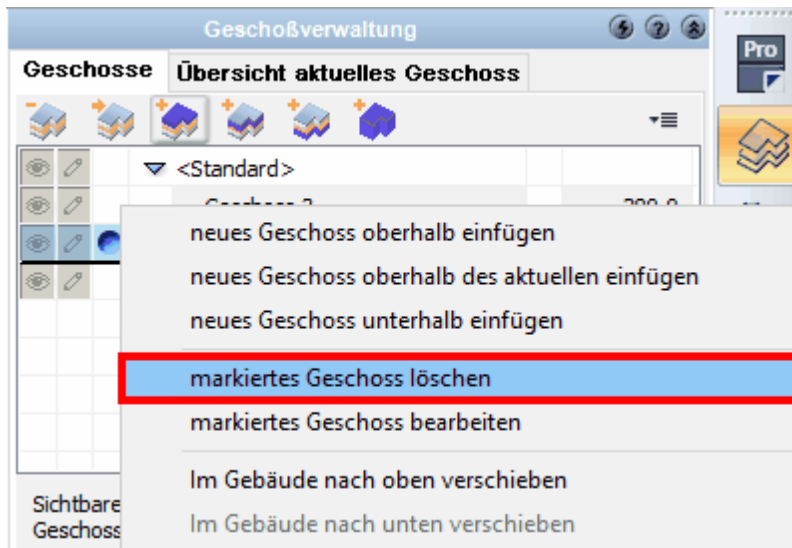 Geschoßverwaltung
Pro
Geschosse Übersicht aktuelles Geschoss
<Standard>
neues Geschoss oberhalb einfügen
neues Geschoss oberhalb des aktuellen einfügen
neues Geschoss unterhalb einfügen
markiertes Geschoss löschen
markiertes Geschoss bearbeiten
Im Gebäude nach oben verschieben
Im Gebäude nach unten verschieben
Sichtbare
Geschoss